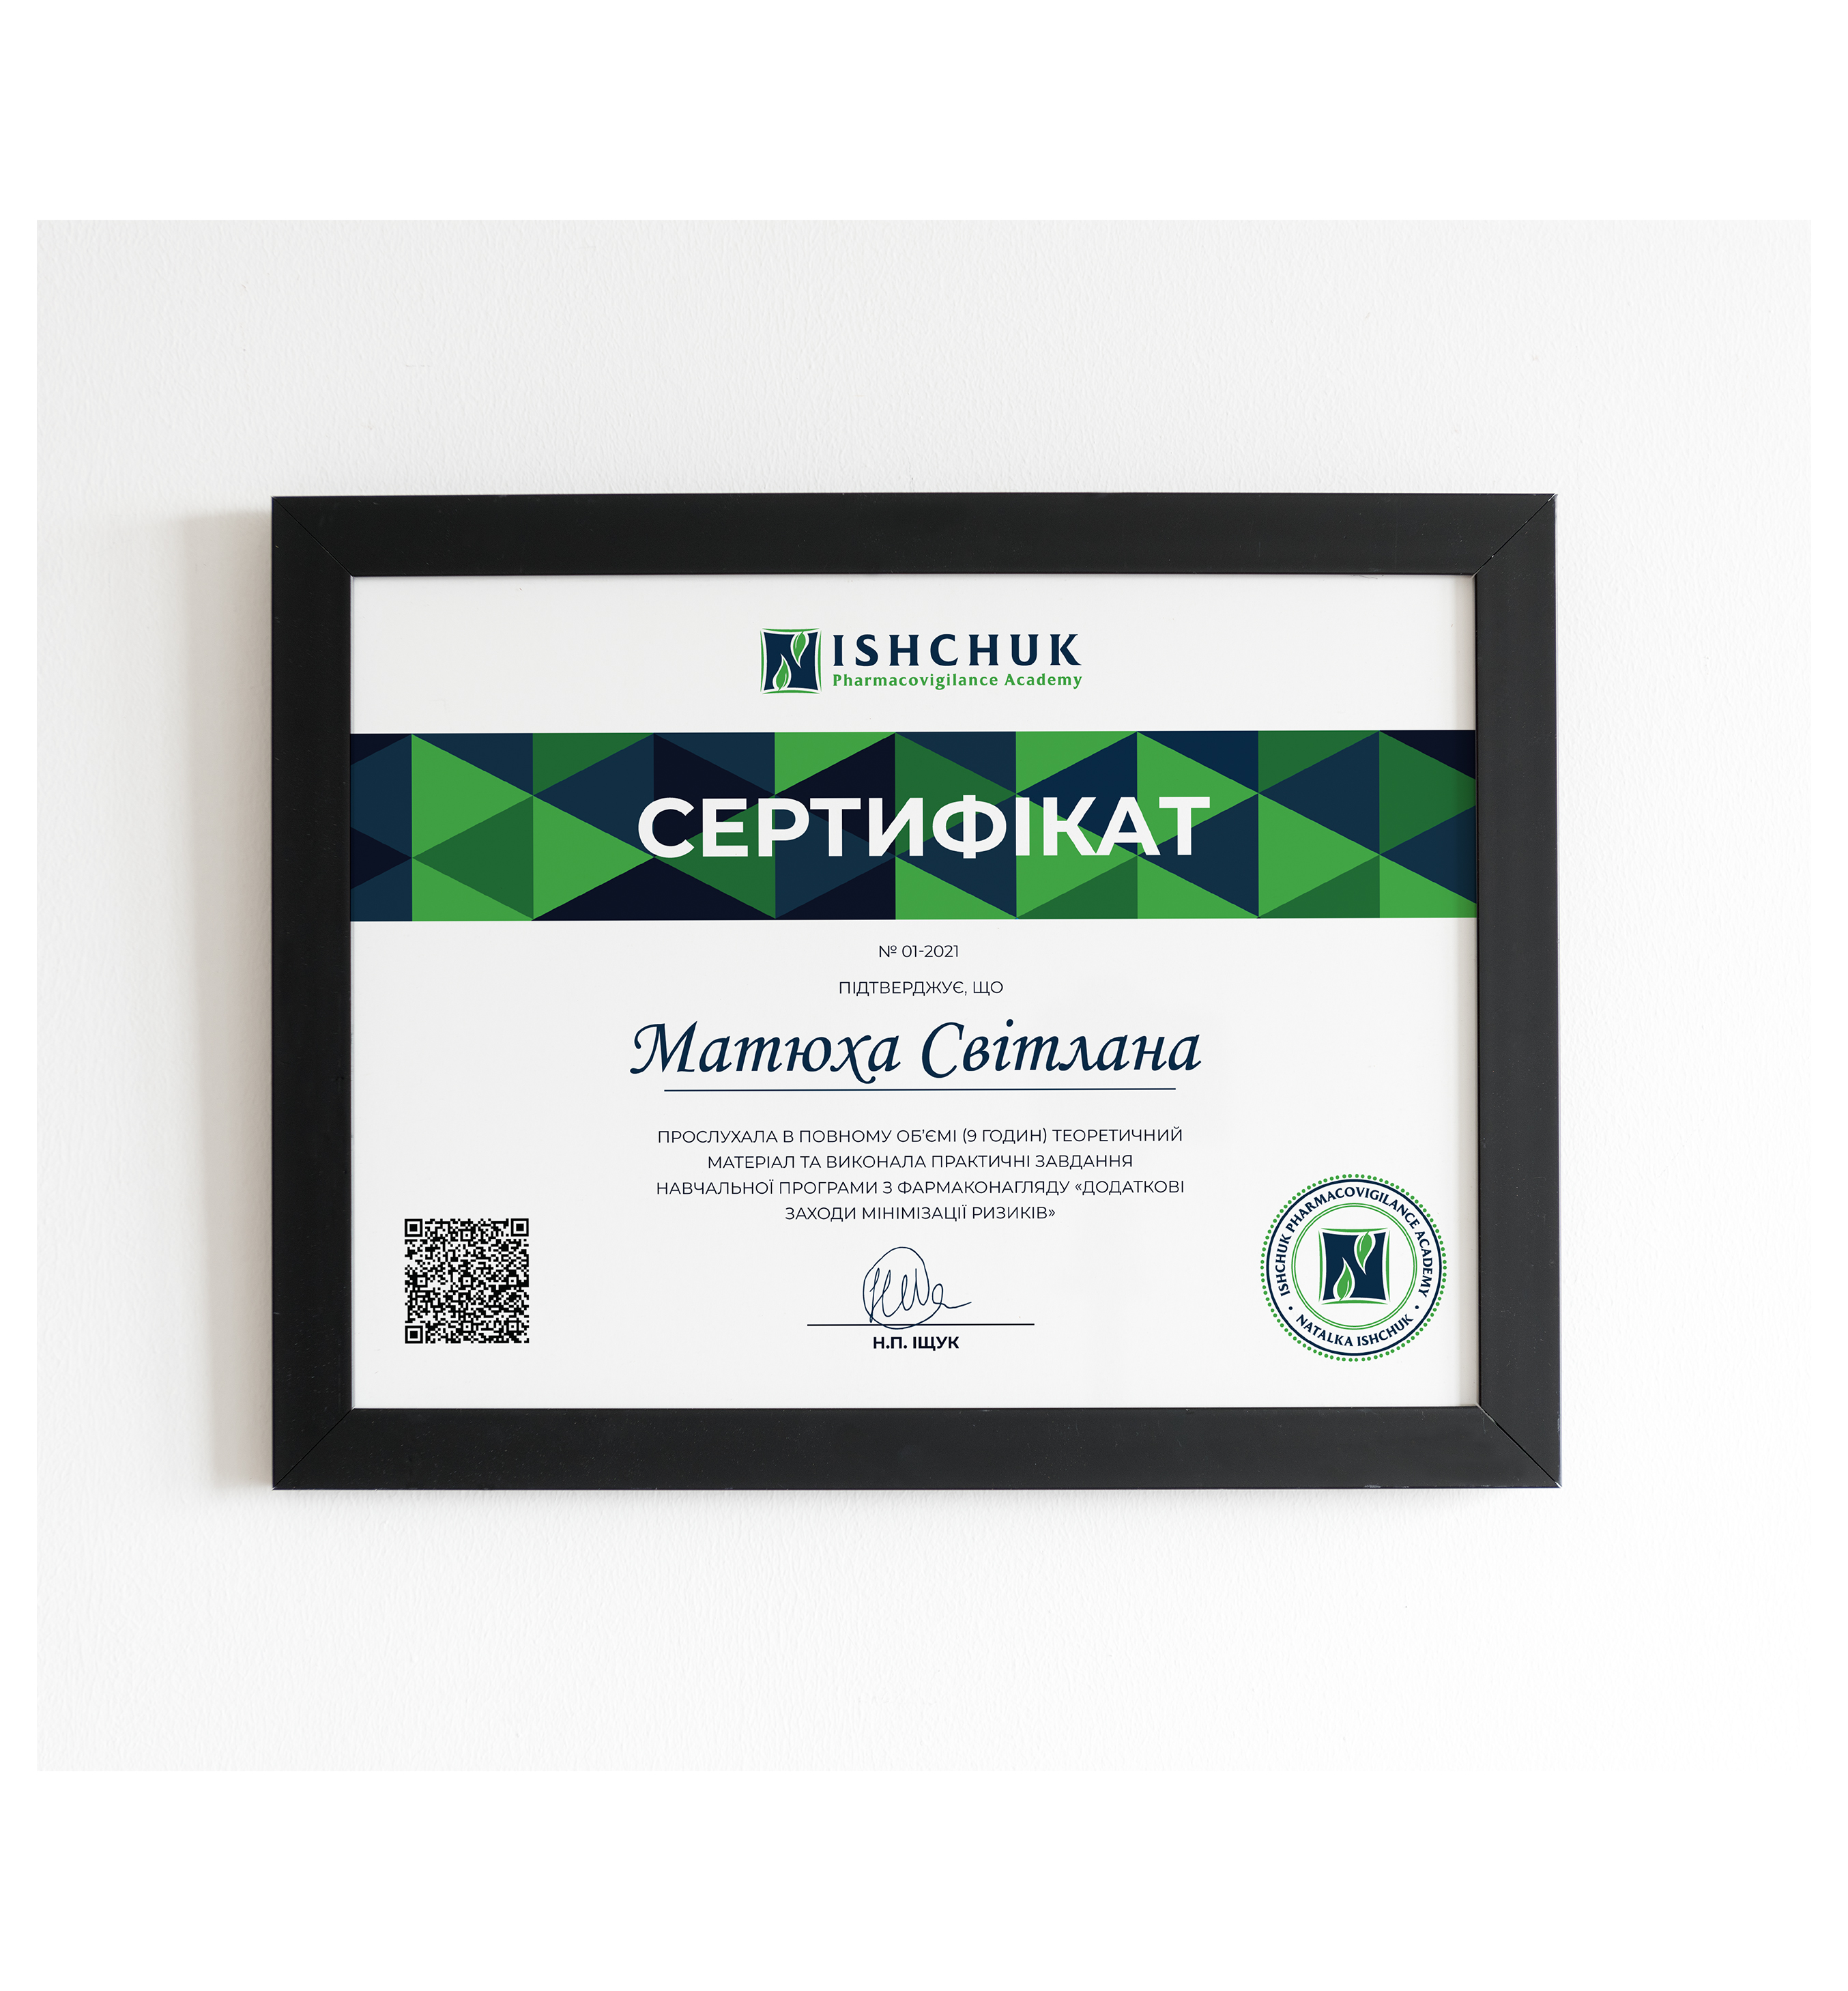 ISHCHUK
Pharmacovigilance Academy
СЕРТИФІКАТ
№ 01-2021
ПІДТВЕРДЖУЄ, ЩО
Матюха Світлана
ПРОСЛУХАЛА В ПОВНОМУ ОБ'ЄМІ (9 ГОДИН) ТЕОРЕТИЧНИЙ
МАТЕРІАЛ ТА ВИКОНАЛА ПРАКТИЧНІ ЗАВДАННЯ
НАВЧАЛЬНОЇ ПРОГРАМИ З ФАРМАКОНАГЛЯДУ «ДОДАТКОВІ
ЗАХОДИ МІНІМІЗАЦІЇ РИЗИКІВ»
Н.П. ІЩУК
ISHCHUK PHARMACOVIGILANCE ACADEMY
• NATALKA ISHCHUK •